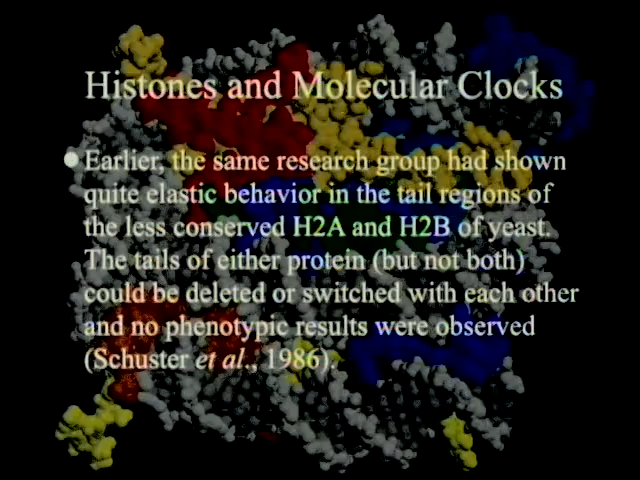 Histones and Molecular Clocks
Earlier, the same research group had shown
quite elastic behavior in the tail regions of
the less conserved H2A and H2B of yeast.
The tails of either protein (but not both)
could be deleted or switched with each other
and no phenotypic results were observed
(Schuster et al., 1986).